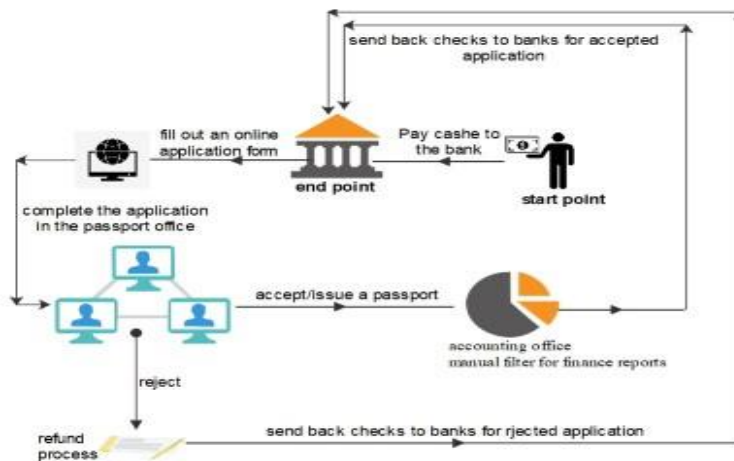 send back checks to banks for accepted
application
fill out an online
application form
Pay cashe to
the bank
end point
start point
complete the application
in the passport office
accept/issue a passport
accounting office
manual filter for finance reports
reject
refund
process
send back checks to banks for rjected application